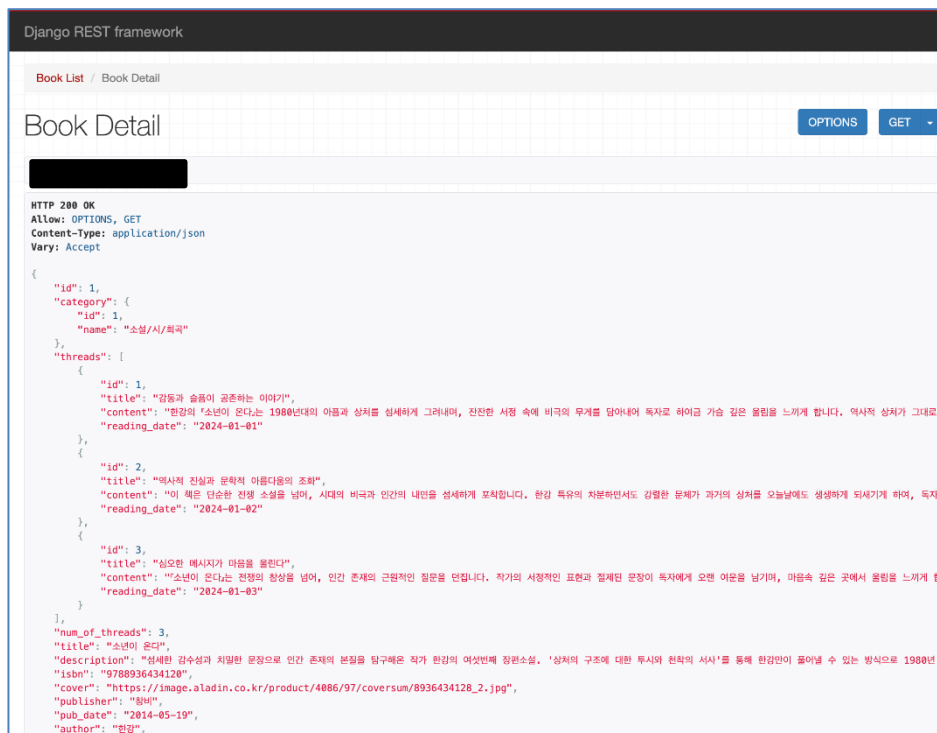 Django REST framework
Book List / Book Detail
Book Detail
OPTIONS GET
HTTP 200 OK
Allow: OPTIONS, GET
Content-Type: application/json
Vary: Accept
{
"id": 1,
"category": {
"id": 1,
"name": "소설/시/희곡"
},
"threads": [
{
"id": 1,
"title": "감동과 슬픔이 공존하는 이야기",
"content": "한강의 『소년이 온다』는 1980년대의 아픔과 상처를 섬세하게 그려내며, 잔잔한 서정 속에 비극의 무게를 담아내어 독자로 하여금 가슴 깊은 울림을 느끼게 합니다. 역사적 상처가 그대로
"reading_date": "2024-01-01"
},
{
"id": 2,
"title": "역사적 진실과 문학적 아름다움의 조화",
"content": "이 책은 단순한 전쟁 소설을 넘어, 시대의 비극과 인간의 내면을 섬세하게 포착합니다. 한강 특유의 차분하면서도 강렬한 문체가 과거의 상처를 오늘날에도 생생하게 되새기게 하여, 독자
"reading_date": "2024-01-02"
},
{
"id": 3,
"title": "심오한 메시지가 마음을 울린다",
"content": "『소년이 온다』는 전쟁의 참상을 넘어, 인간 존재의 근원적인 질문을 던집니다. 작가의 서정적인 표현과 절제된 문장이 독자에게 오랜 여운을 남기며, 마음속 깊은 곳에서 울림을 느끼게
"reading_date": "2024-01-03"
}
],
"num_of_threads": 3,
"title": "소년이 온다",
"description": "섬세한 감수성과 치밀한 문장으로 인간 존재의 본질을 탐구해온 작가 한강의 여섯번째 장편소설. '상처의 구조에 대한 투시와 천착의 서사'를 통해 한강만이 풀어낼 수 있는 방식으로 1980년
"isbn": "9788936434120",
"cover": "https://image.aladin.co.kr/product/4086/97/coversum/8936434128_2.jpg",
"publisher": "창비",
"pub_date": "2014-05-19",
"author": "한강",